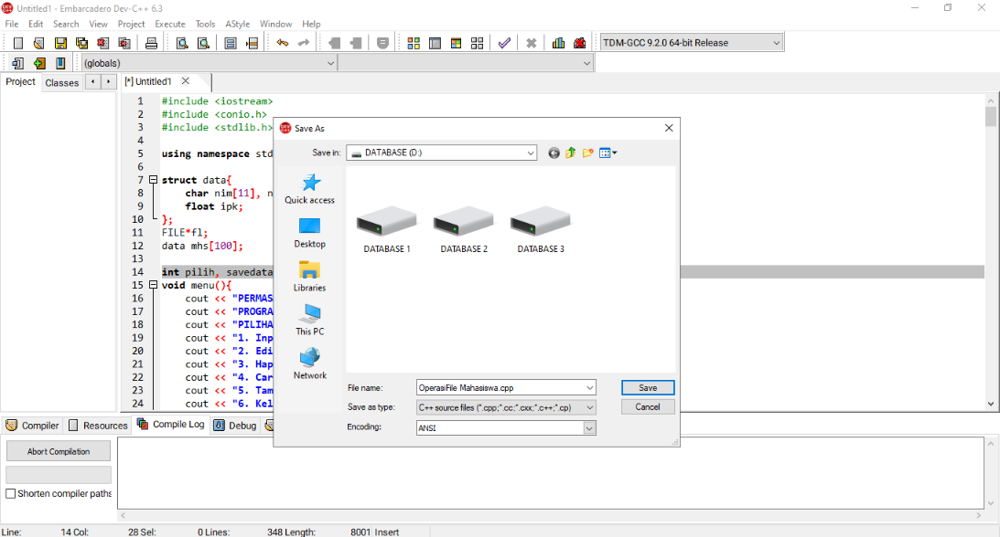 Untitled1 - Embarcadero Dev-C++ 6.3
File Edit Search View Project Execute Tools AStyle Window Help
TDM-GCC 9.2.0 64-bit Release
(globals)
Project Classes
[*] Untitled1
1 #include <iostream>
2 #include <conio.h>
3 #include <stdlib.h>
4
5 using namespace std
6
7 struct data{
8 char nim[11], n
9 float ipk;
10 };
11 FILE*fl;
12 data mhs[100];
13
14 int pilih, savedata
15 void menu(){
16 cout << "PERMAS
17 cout << "PROGRA
18 cout << "PILIHA
19 cout << "1. Inp
20 cout << "2. Edi
21 cout << "3. Hap
22 cout << "4. Car
23 cout << "5. Tam
24 cout << "6. Kel
Save As
Save in: DATABASE (D:)
Quick access
Desktop
Libraries
This PC
Network
DATABASE 1 DATABASE 2 DATABASE 3
File name: OperasiFile Mahasiswa.cpp Save
Save as type: C++ source files (*.cpp;*.cc;*.cxx;*.c++;*.cp) Cancel
Encoding: ANSI
Compiler Resources Compile Log Debug
Abort Compilation
Shorten compiler paths
Line: 14 Col: 28 Sel: 0 Lines: 348 Length: 8001 Insert